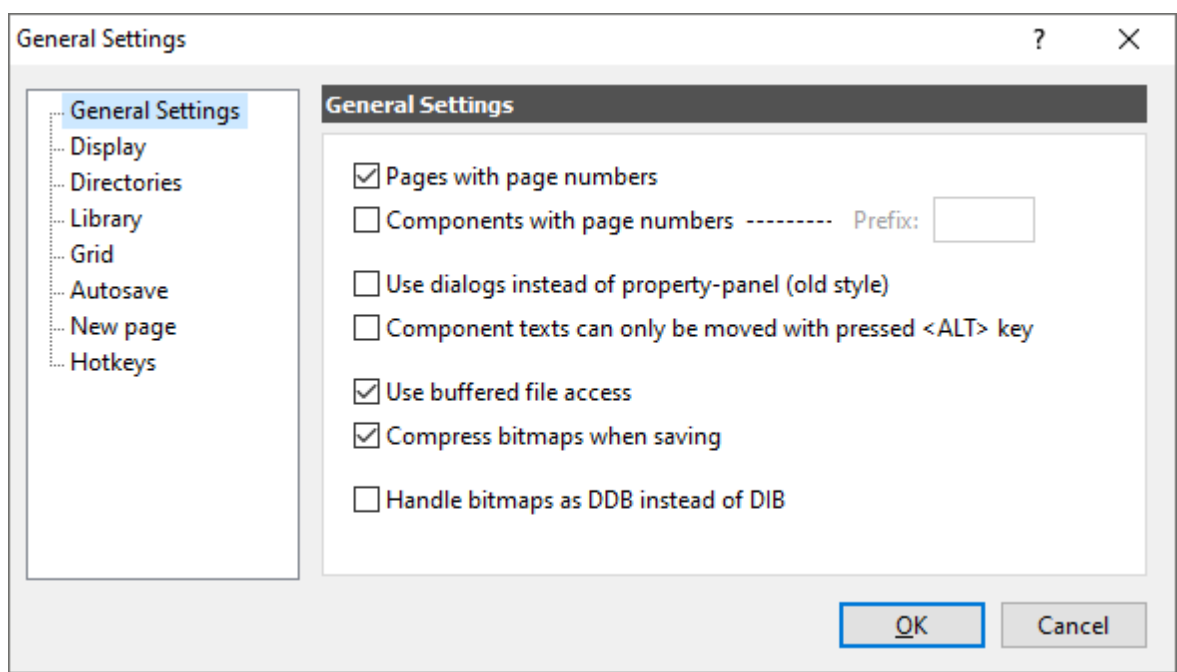 General Settings
?
General Settings
Display
Directories
Library
Grid
Autosave
New page
Hotkeys
General Settings
Pages with page numbers
Components with page numbers --------- Prefix:
Use dialogs instead of property-panel (old style)
Component texts can only be moved with pressed <ALT> key
Use buffered file access
Compress bitmaps when saving
Handle bitmaps as DDB instead of DIB
OK Cancel